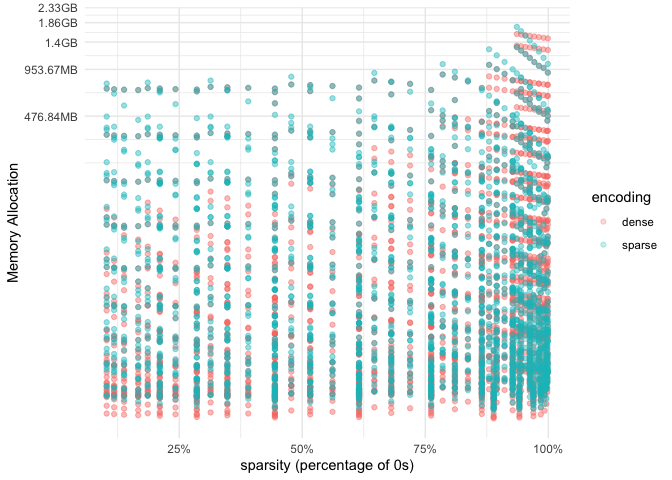 2.33GB
1.86GB
1.4GB
953.67MB
476.84MB
Memory Allocation
25%
50%
75%
100%
sparsity (percentage of 0s)
encoding
dense
sparse